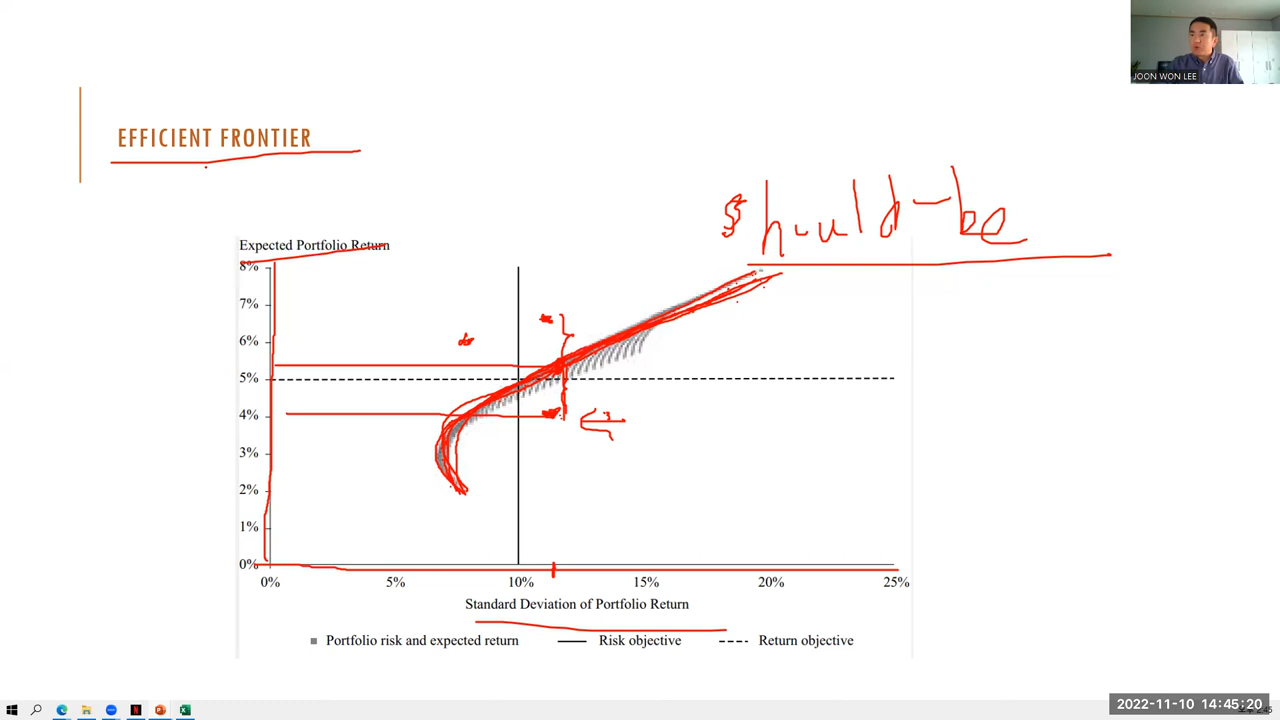 JOON WON LEE
EFFICIENT FRONTIER
should-be
Expected Portfolio Return
8%
7%
6%
5%
4%
3%
2%
1%
0%
0% 5% 10% 15% 20% 25%
Standard Deviation of Portfolio Return
Portfolio risk and expected return Risk objective Return objective
2022-11-10 14:45:20